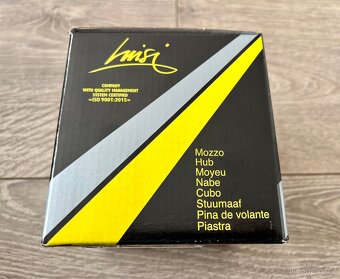 Luisi
COMPANY
WITH QUALITY MANAGEMENT
SYSTEM CERTIFIED
=ISO 9001:2015=
Mozzo
Hub
Moyeu
Nabe
Cubo
Stuurnaaf
Pina de volante
Piastra